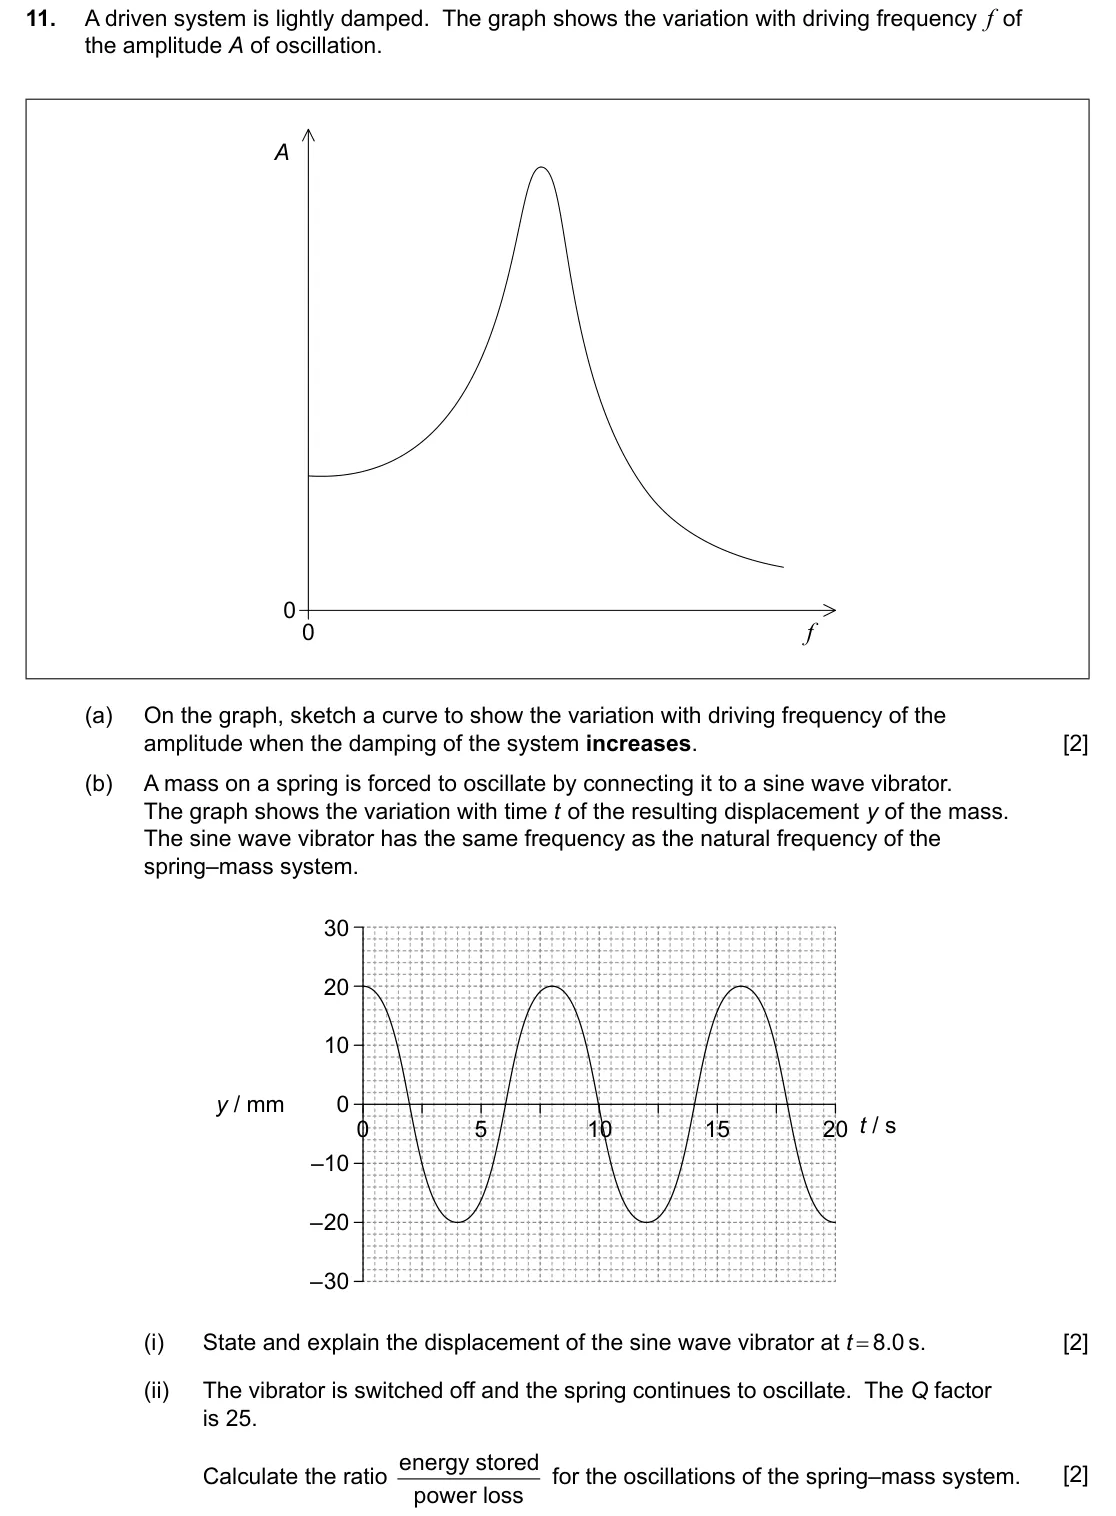 11. A driven system is lightly damped. The graph shows the variation with driving frequency f of
the amplitude A of oscillation.
A
0
0
f
(a) On the graph, sketch a curve to show the variation with driving frequency of the
amplitude when the damping of the system increases. [2]
(b) A mass on a spring is forced to oscillate by connecting it to a sine wave vibrator.
The graph shows the variation with time t of the resulting displacement y of the mass.
The sine wave vibrator has the same frequency as the natural frequency of the
spring–mass system.
30
20
10
y / mm 0
0 5 10 15 20 t / s
–10
–20
–30
(i) State and explain the displacement of the sine wave vibrator at t = 8.0 s. [2]
(ii) The vibrator is switched off and the spring continues to oscillate. The Q factor
is 25.
energy stored
Calculate the ratio for the oscillations of the spring–mass system. [2]
power loss